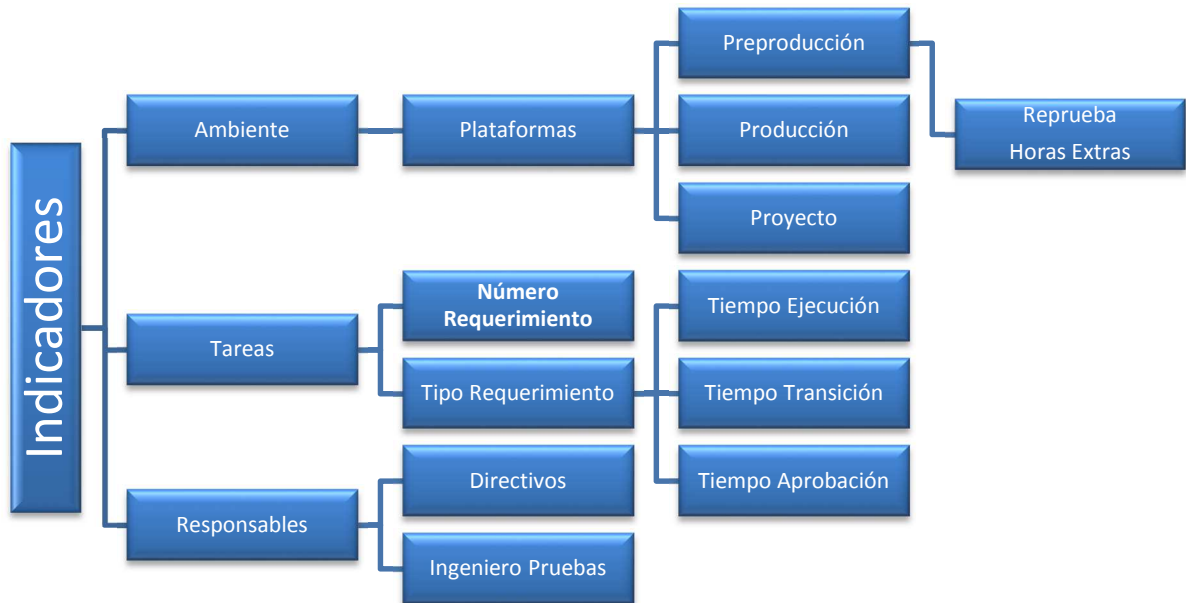 Indicadores
Ambiente
Plataformas
Preproducción
Producción
Proyecto
Reprueba
Horas Extras
Tareas
Número
Requerimiento
Tipo Requerimiento
Tiempo Ejecución
Tiempo Transición
Tiempo Aprobación
Responsables
Directivos
Ingeniero Pruebas